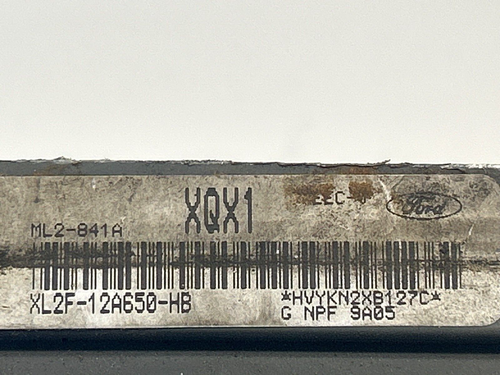 XQX1
Ford
ML2-841A
XL2F-12A650-HB
*HVYKN2XB127C*
G NPF 9A05